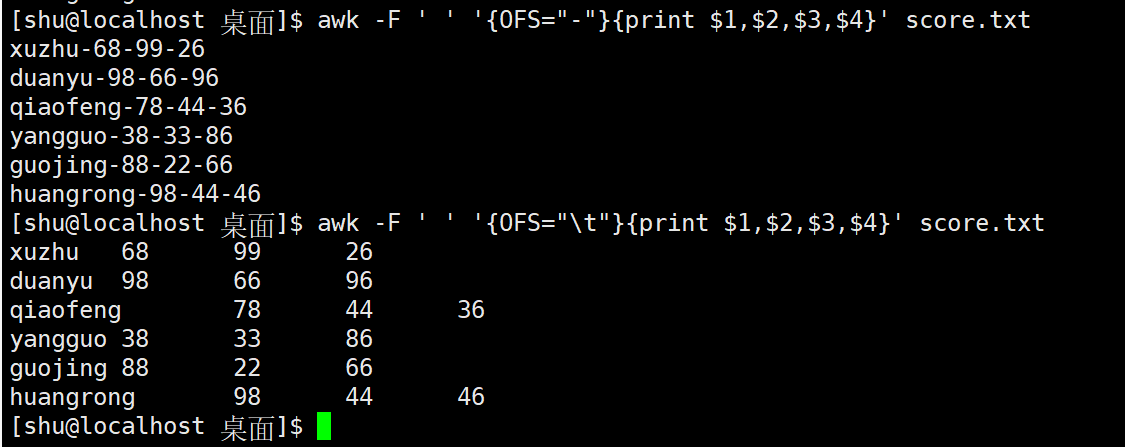 [shu@localhost 桌面]$ awk -F ' ' '{OFS="-"}{print $1,$2,$3,$4}' score.txt
xuzhu-68-99-26
duanyu-98-66-96
qiaofeng-78-44-36
yangguo-38-33-86
guojing-88-22-66
huangrong-98-44-46
[shu@localhost 桌面]$ awk -F ' ' '{OFS="\t"}{print $1,$2,$3,$4}' score.txt
xuzhu   68      99      26
duanyu  98      66      96
qiaofeng        78      44      36
yangguo 38      33      86
guojing 88      22      66
huangrong       98      44      46
[shu@localhost 桌面]$